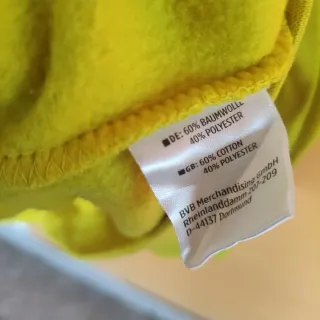 ■DE: 60% BAUMWOLLE
40% POLYESTER
■GB: 60% COTTON
40% POLYESTER
BVB Merchandising GmbH
Rheinlanddamm 207-209
D-44137 Dortmund